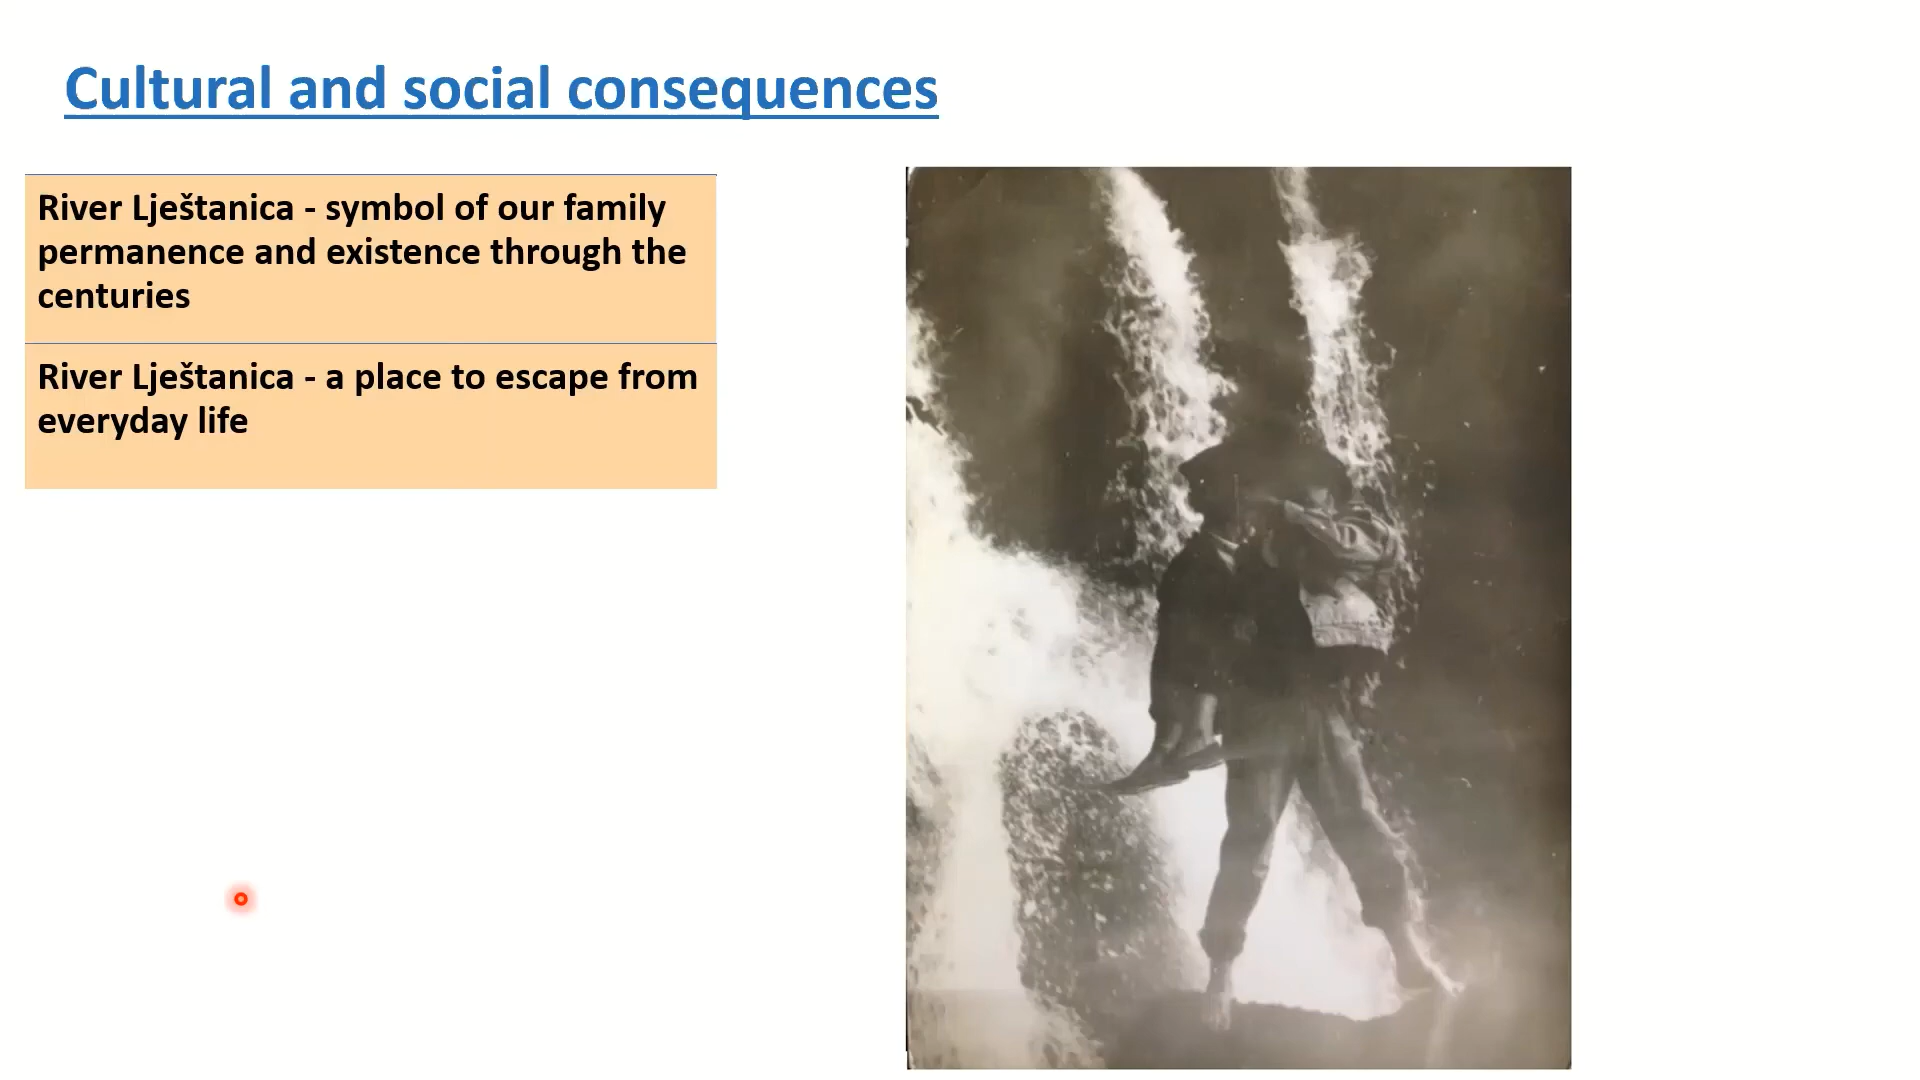 Cultural and social consequences
River Lještanica - symbol of our family
permanence and existence through the
centuries
River Lještanica - a place to escape from
everyday life